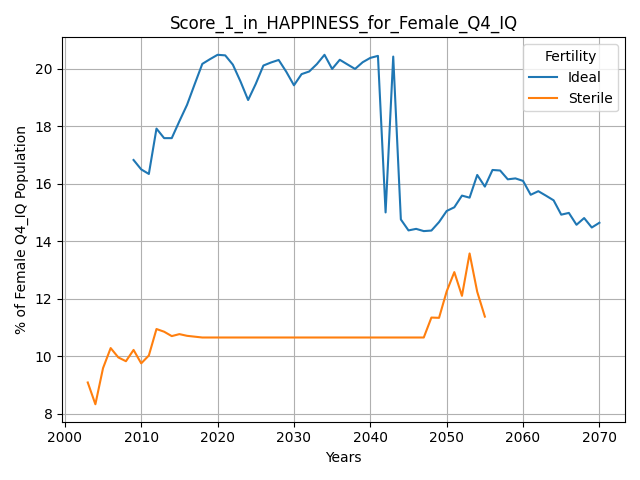 Score_1_in_HAPPINESS_for_Female_Q4_IQ
Fertility
Ideal
Sterile
% of Female Q4_IQ Population
20
18
16
14
12
10
8
2000 2010 2020 2030 2040 2050 2060 2070
Years